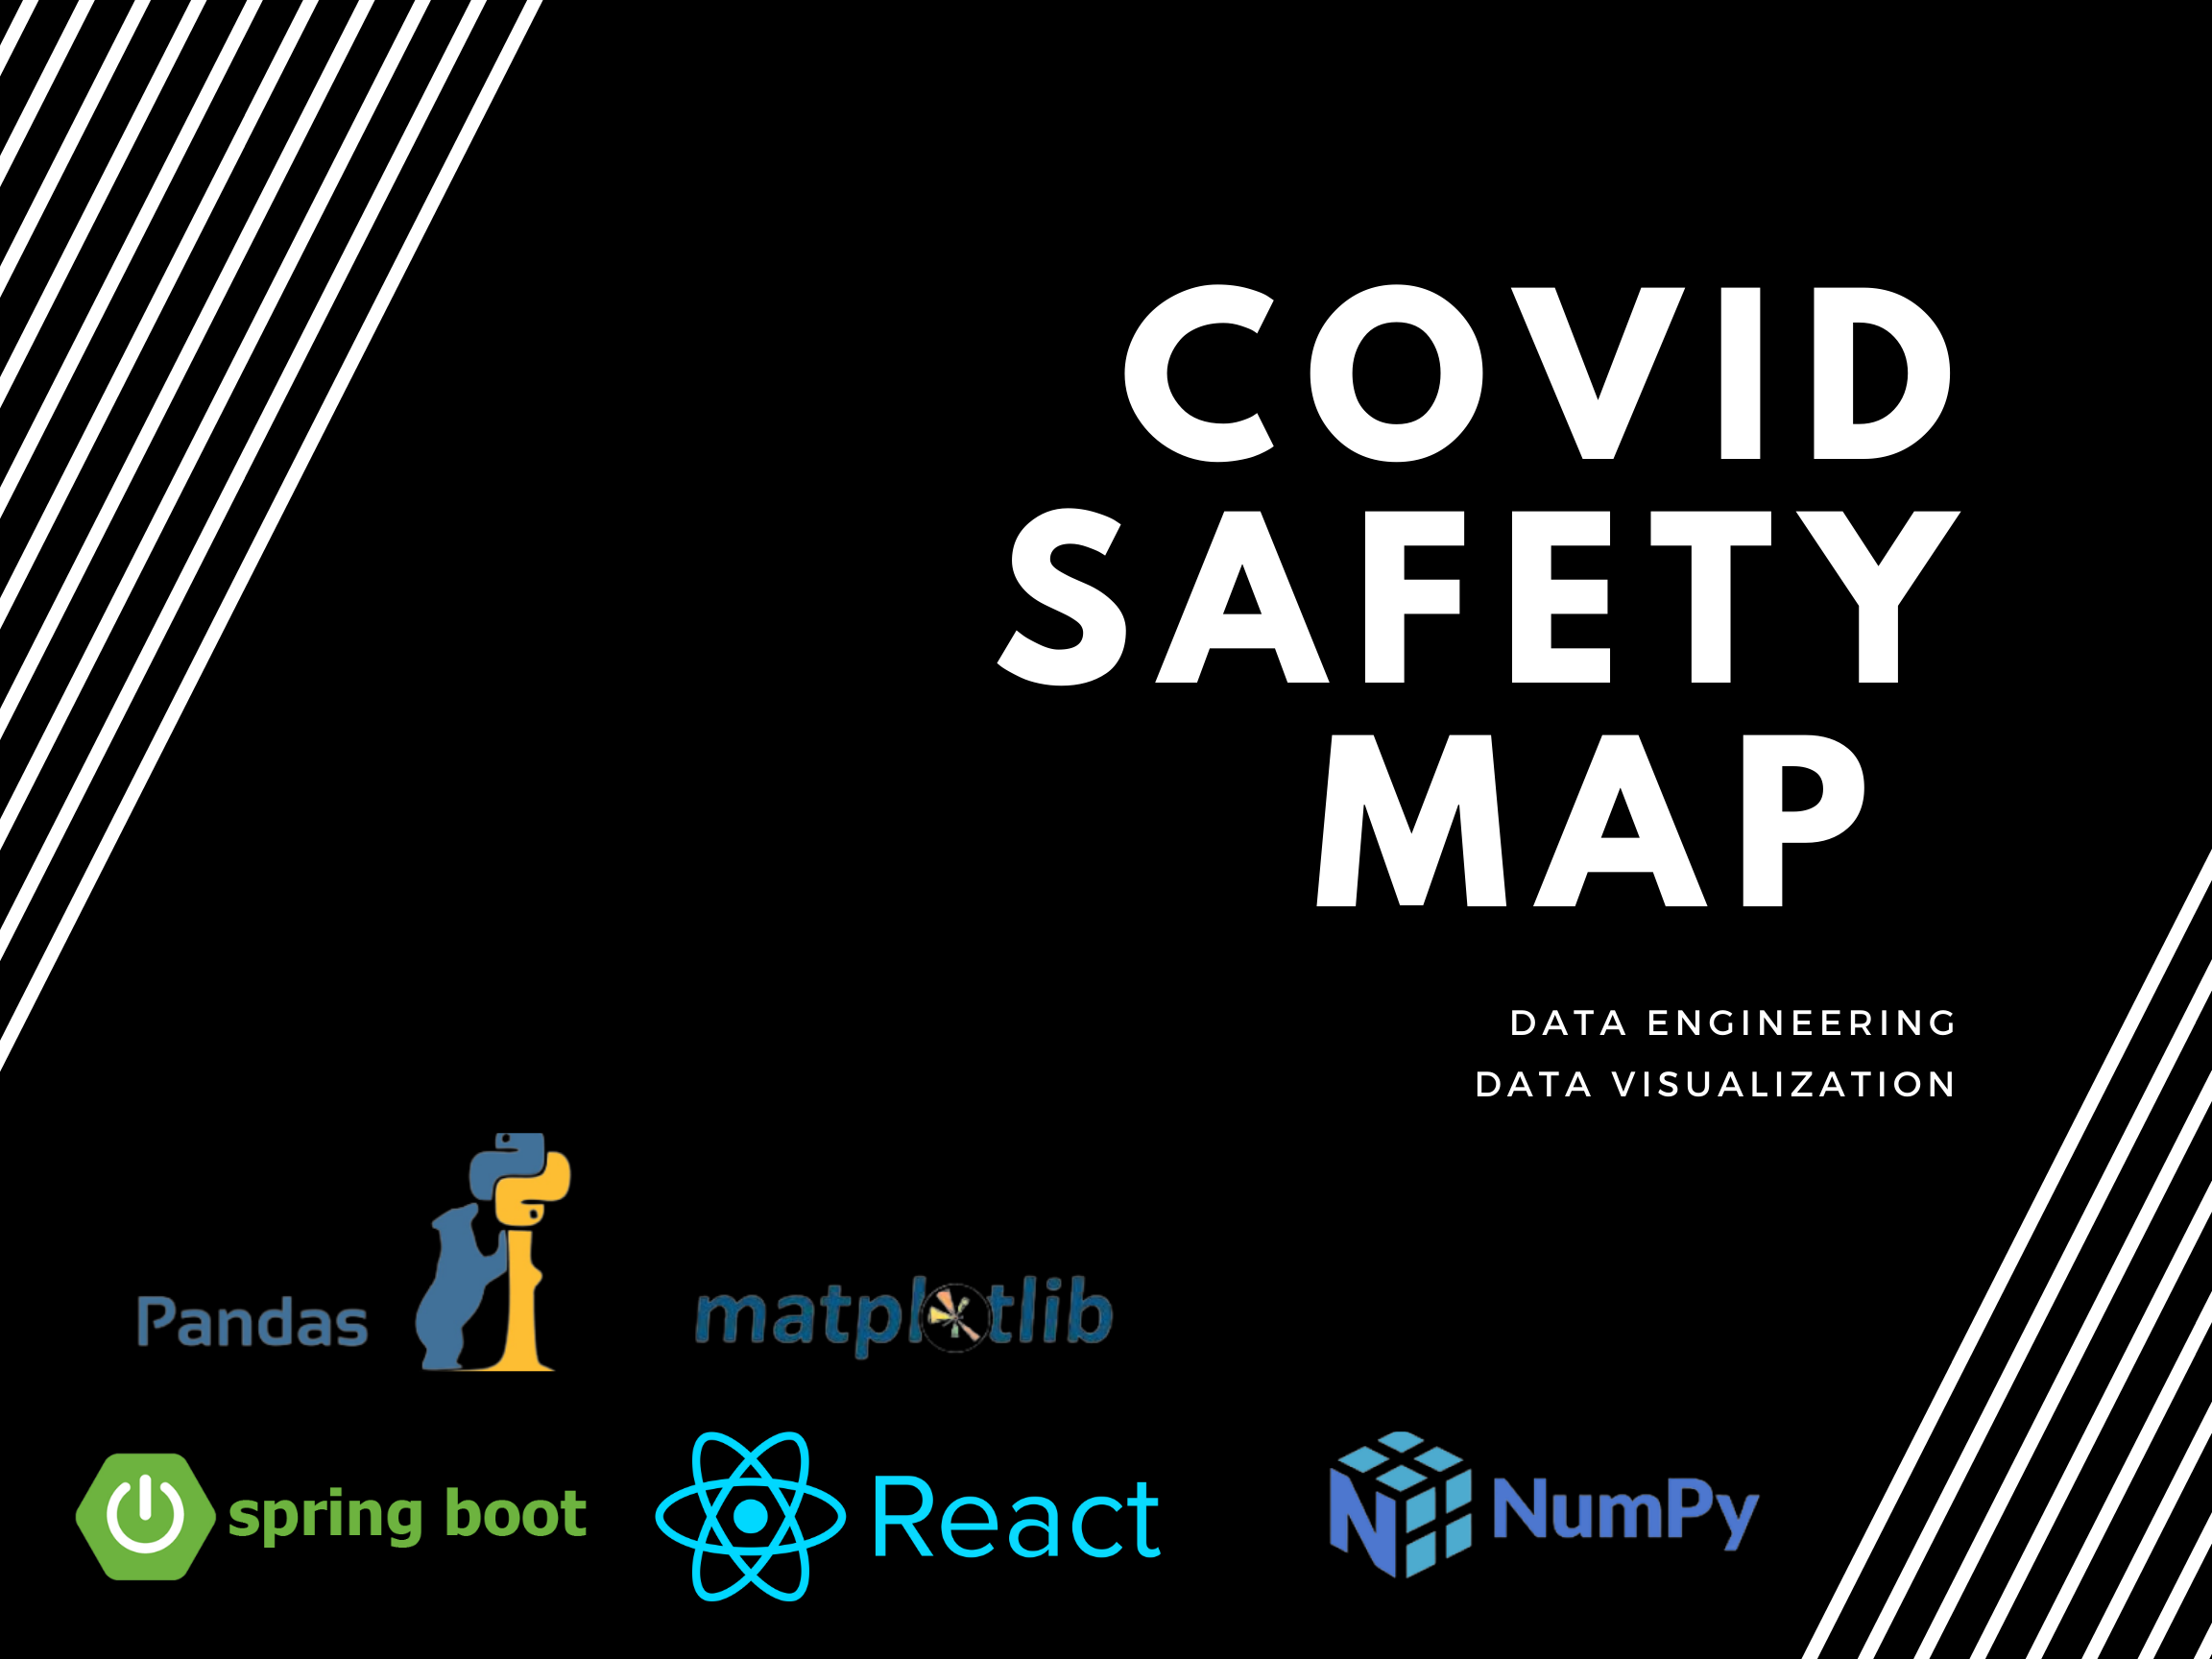 COVID
SAFETY
MAP
DATA ENGINEERING
DATA VISUALIZATION
Pandas
matplotlib
spring boot
React
NumPy